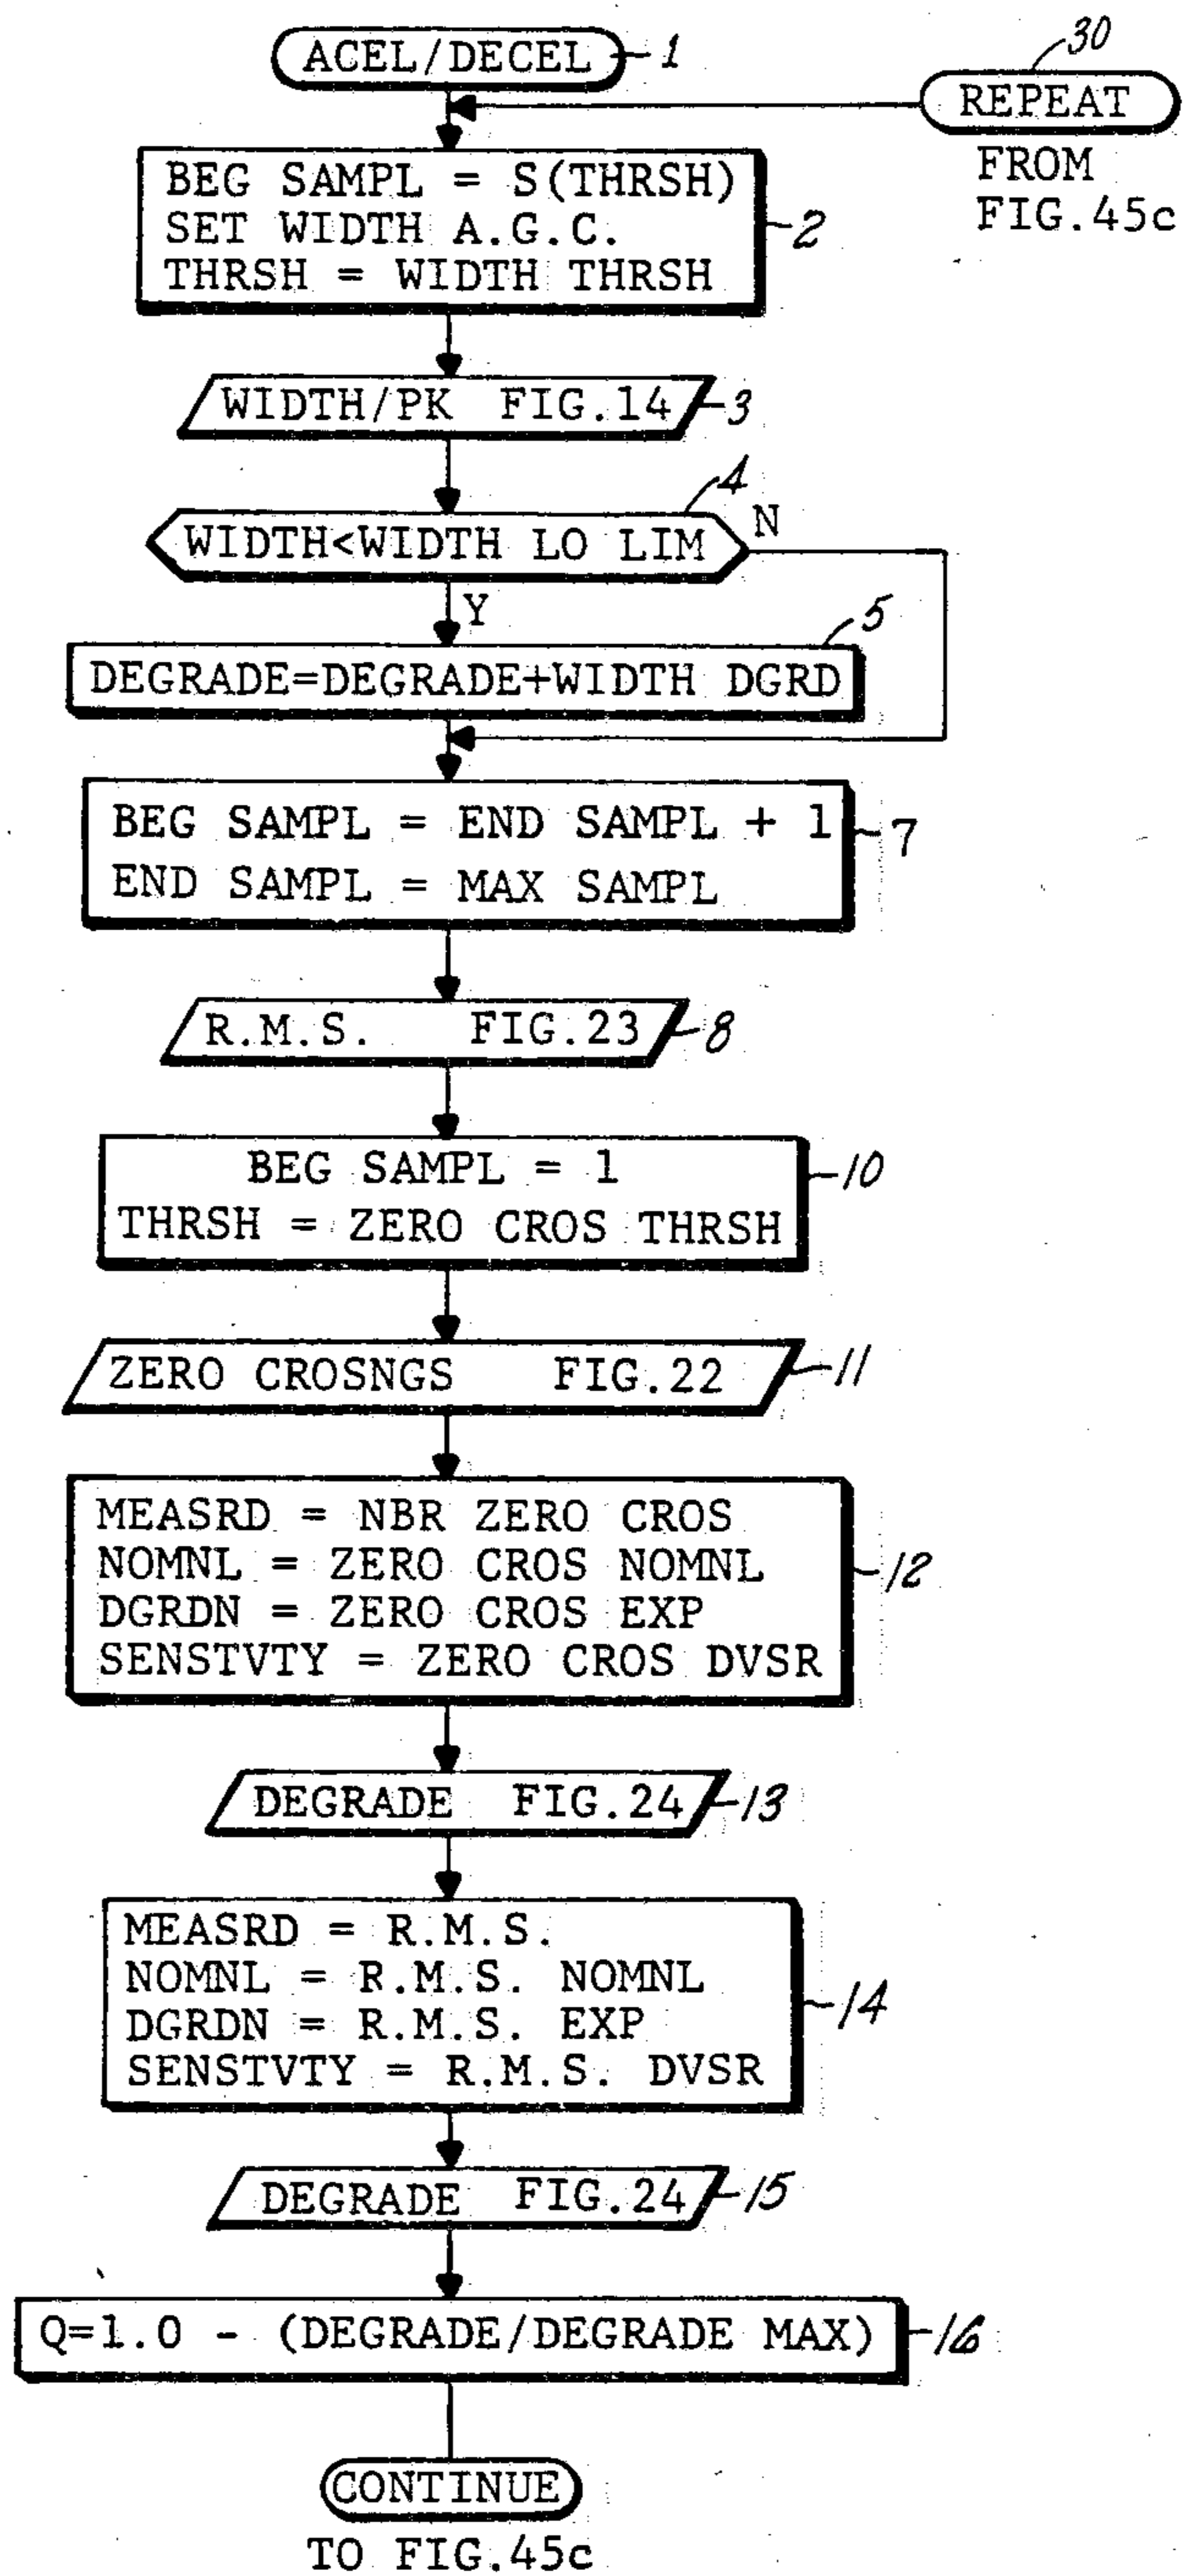 ACEL/DECEL 1
30
REPEAT
FROM
FIG.45c
BEG SAMPL = S(THRSH)
SET WIDTH A.G.C.
THRSH = WIDTH THRSH
2
WIDTH/PK FIG.14 3
4
WIDTH<WIDTH LO LIM N
Y
5
DEGRADE=DEGRADE+WIDTH DGRD
BEG SAMPL = END SAMPL + 1
END SAMPL = MAX SAMPL
7
R.M.S. FIG.23 8
BEG SAMPL = 1
THRSH = ZERO CROS THRSH
10
ZERO CROSNGS FIG.22 11
MEASRD = NBR ZERO CROS
NOMNL = ZERO CROS NOMNL
DGRDN = ZERO CROS EXP
SENSTVTY = ZERO CROS DVSR
12
DEGRADE FIG.24 13
MEASRD = R.M.S.
NOMNL = R.M.S. NOMNL
DGRDN = R.M.S. EXP
SENSTVTY = R.M.S. DVSR
14
DEGRADE FIG.24 15
Q=1.0 - (DEGRADE/DEGRADE MAX) 16
CONTINUE
TO FIG.45c